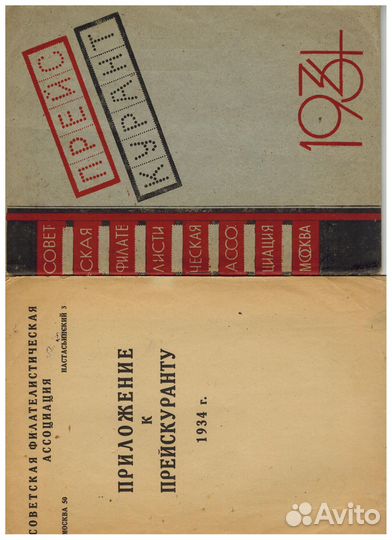 ПРЕЙС
КУРАНТ
1934
СОВЕТ
СКАЯ
ФИЛАТЕ
ЛИСТИ
ЧЕСКАЯ
АССО
ЦИАЦИЯ
МОСКВА
СОВЕТСКАЯ ФИЛАТЕЛИСТИЧЕСКАЯ
АССОЦИАЦИЯ
МОСКВА 50 НАСТАСЬИНСКИЙ 3
ПРИЛОЖЕНИЕ
К
ПРЕЙСКУРАНТУ
1934 г.
Avito